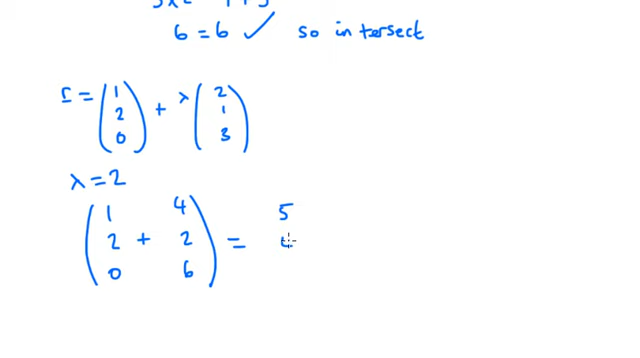 6 = 6 ✓ so intersect
r = (1 2 0) + λ (2 1 3)
λ = 2
(1 + 4
2 + 2
0 6) = 5